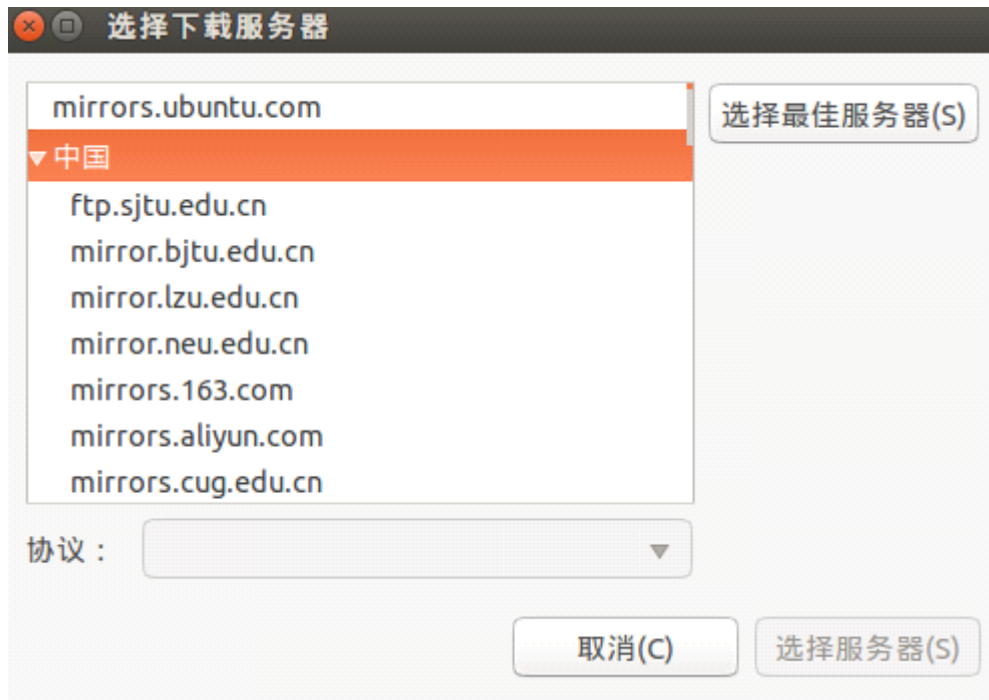 选择下载服务器
mirrors.ubuntu.com
选择最佳服务器(S)
中国
ftp.sjtu.edu.cn
mirror.bjtu.edu.cn
mirror.lzu.edu.cn
mirror.neu.edu.cn
mirrors.163.com
mirrors.aliyun.com
mirrors.cug.edu.cn
协议：
取消(C)
选择服务器(S)